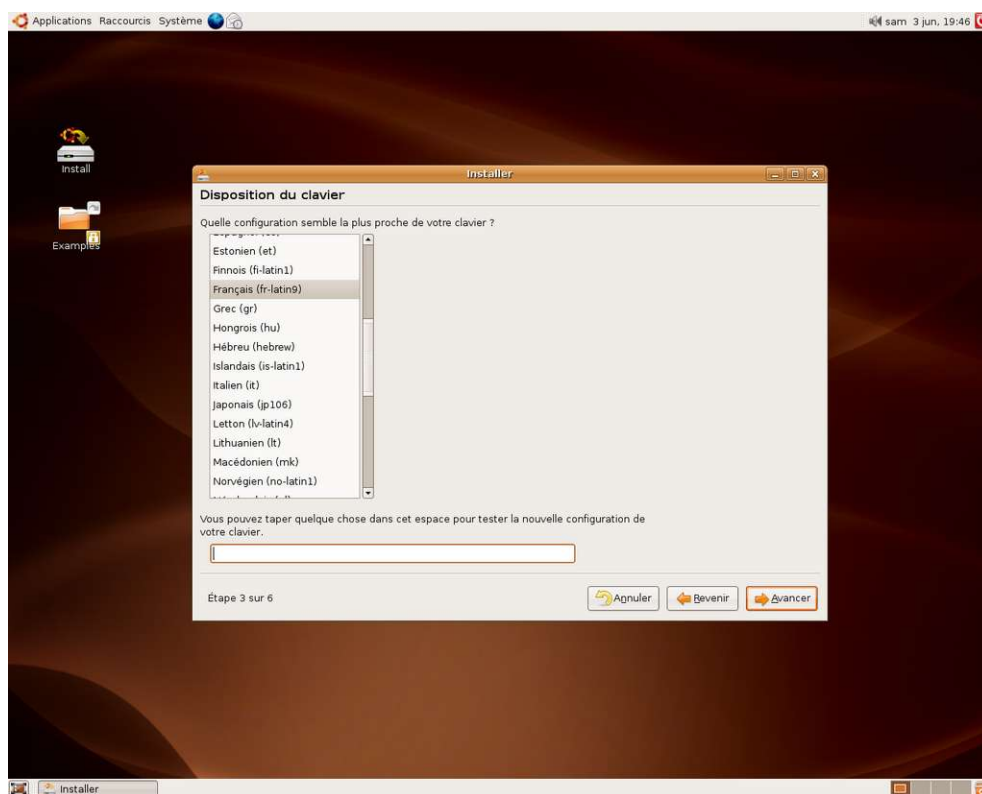 Applications Raccourcis Système
sam 3 jun, 19:46
Install
Examples
Installer
Disposition du clavier
Quelle configuration semble la plus proche de votre clavier ?
Estonien (et)
Finnois (fi-latin1)
Français (fr-latin9)
Grec (gr)
Hongrois (hu)
Hébreu (hebrew)
Islandais (is-latin1)
Italien (it)
Japonais (jp106)
Letton (lv-latin4)
Lithuanien (lt)
Macédonien (mk)
Norvégien (no-latin1)
Vous pouvez taper quelque chose dans cet espace pour tester la nouvelle configuration de
votre clavier.
Étape 3 sur 6
Annuler
Revenir
Avancer
Installer